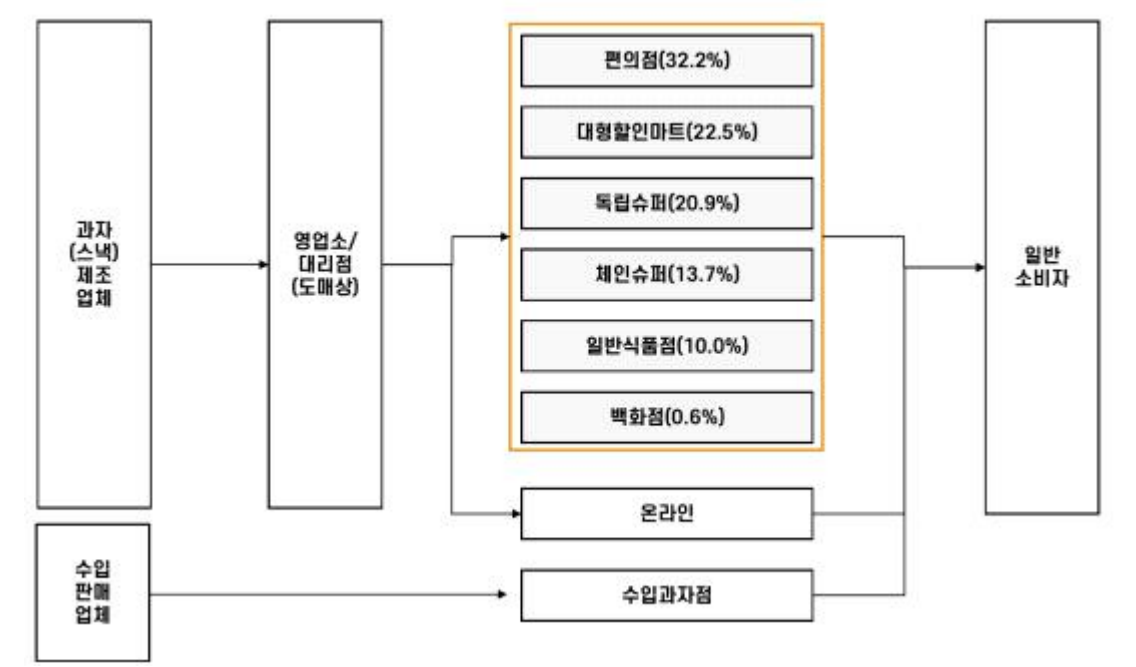 과자
(스낵)
제조
업체
영업소/
대리점
(도매상)
편의점(32.2%)
대형할인마트(22.5%)
독립슈퍼(20.9%)
체인슈퍼(13.7%)
일반식품점(10.0%)
백화점(0.6%)
온라인
수입과자점
일반
소비자
수입
판매
업체